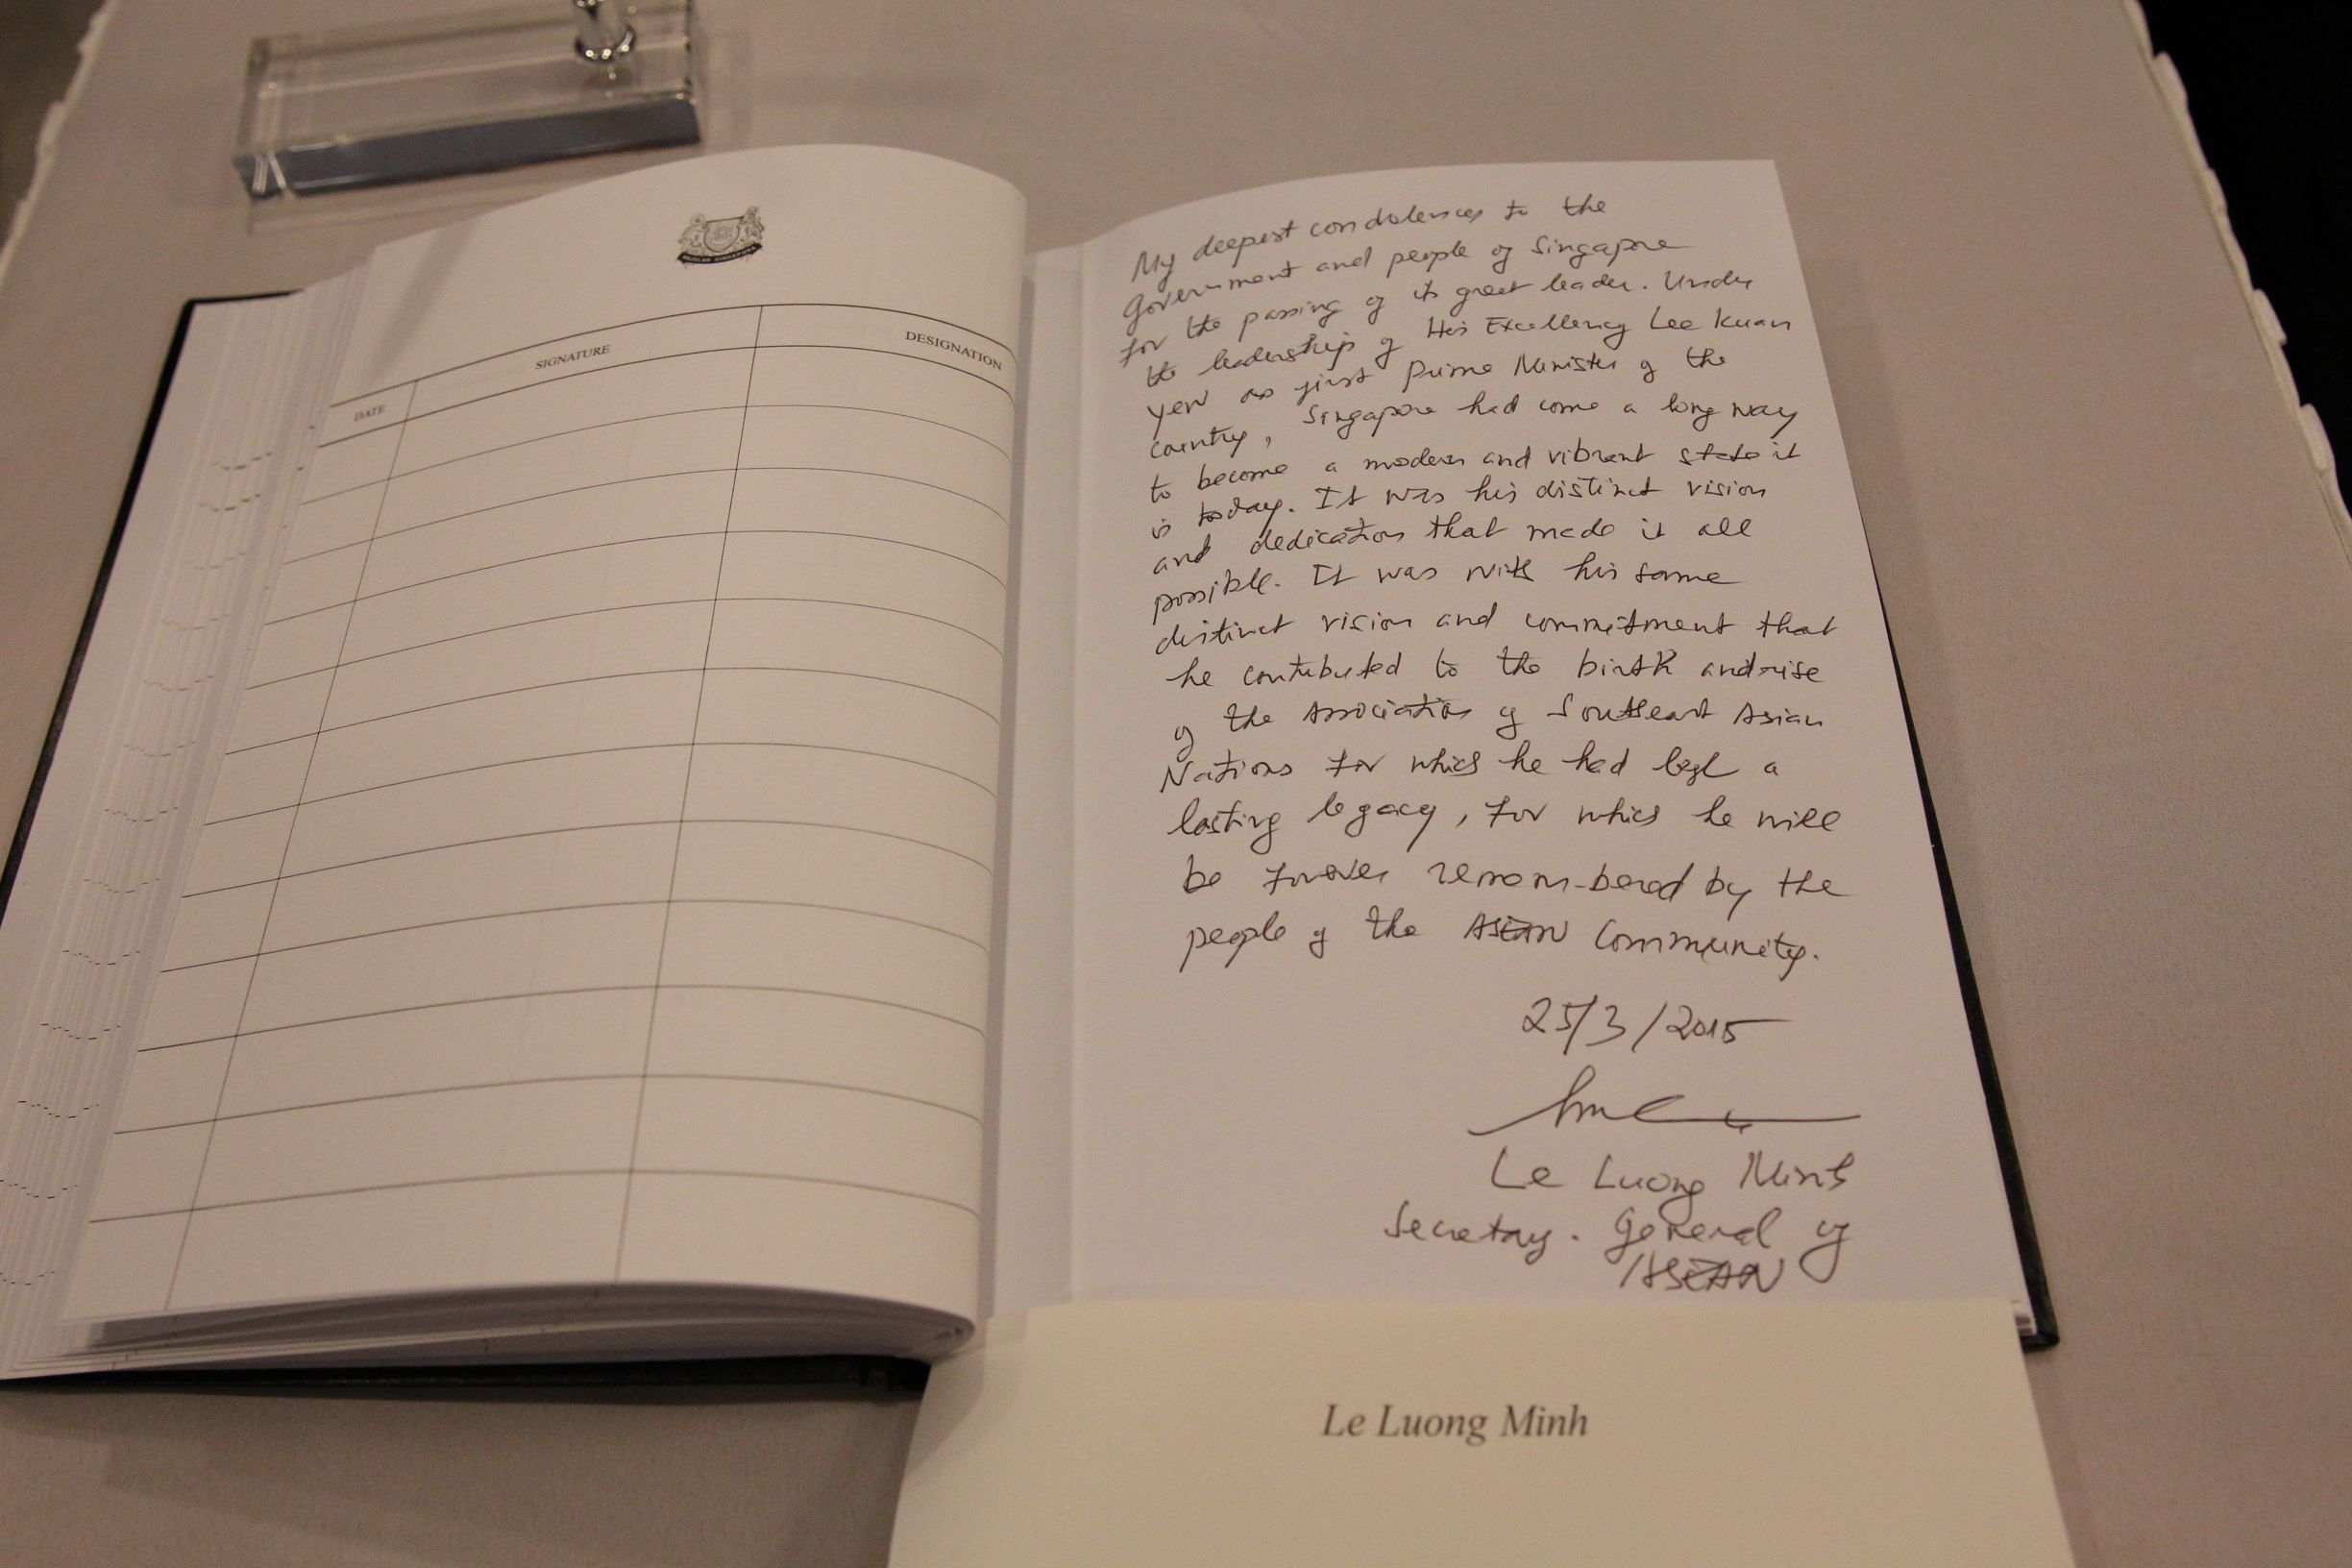 DATE
SIGNATURE
DESIGNATION
My deepest condolences to the
Government and people of Singapore
for the passing of its great leader. Under
the leadership of His Excellency Lee Kuan
Yew as first Prime Minister of the
country, Singapore had come a long way
to become a modern and vibrant state it
is today. It was his distinct vision
and dedication that made it all
possible. It was with his same
distinct vision and commitment that
he contributed to the birth and rise
of the Association of Southeast Asian
Nations for which he had left a
lasting legacy, for which he will
be forever remembered by the
people of the ASEAN Community.
25/3/2015
Le Luong Minh
Secretary-General of
ASEAN
Le Luong Minh